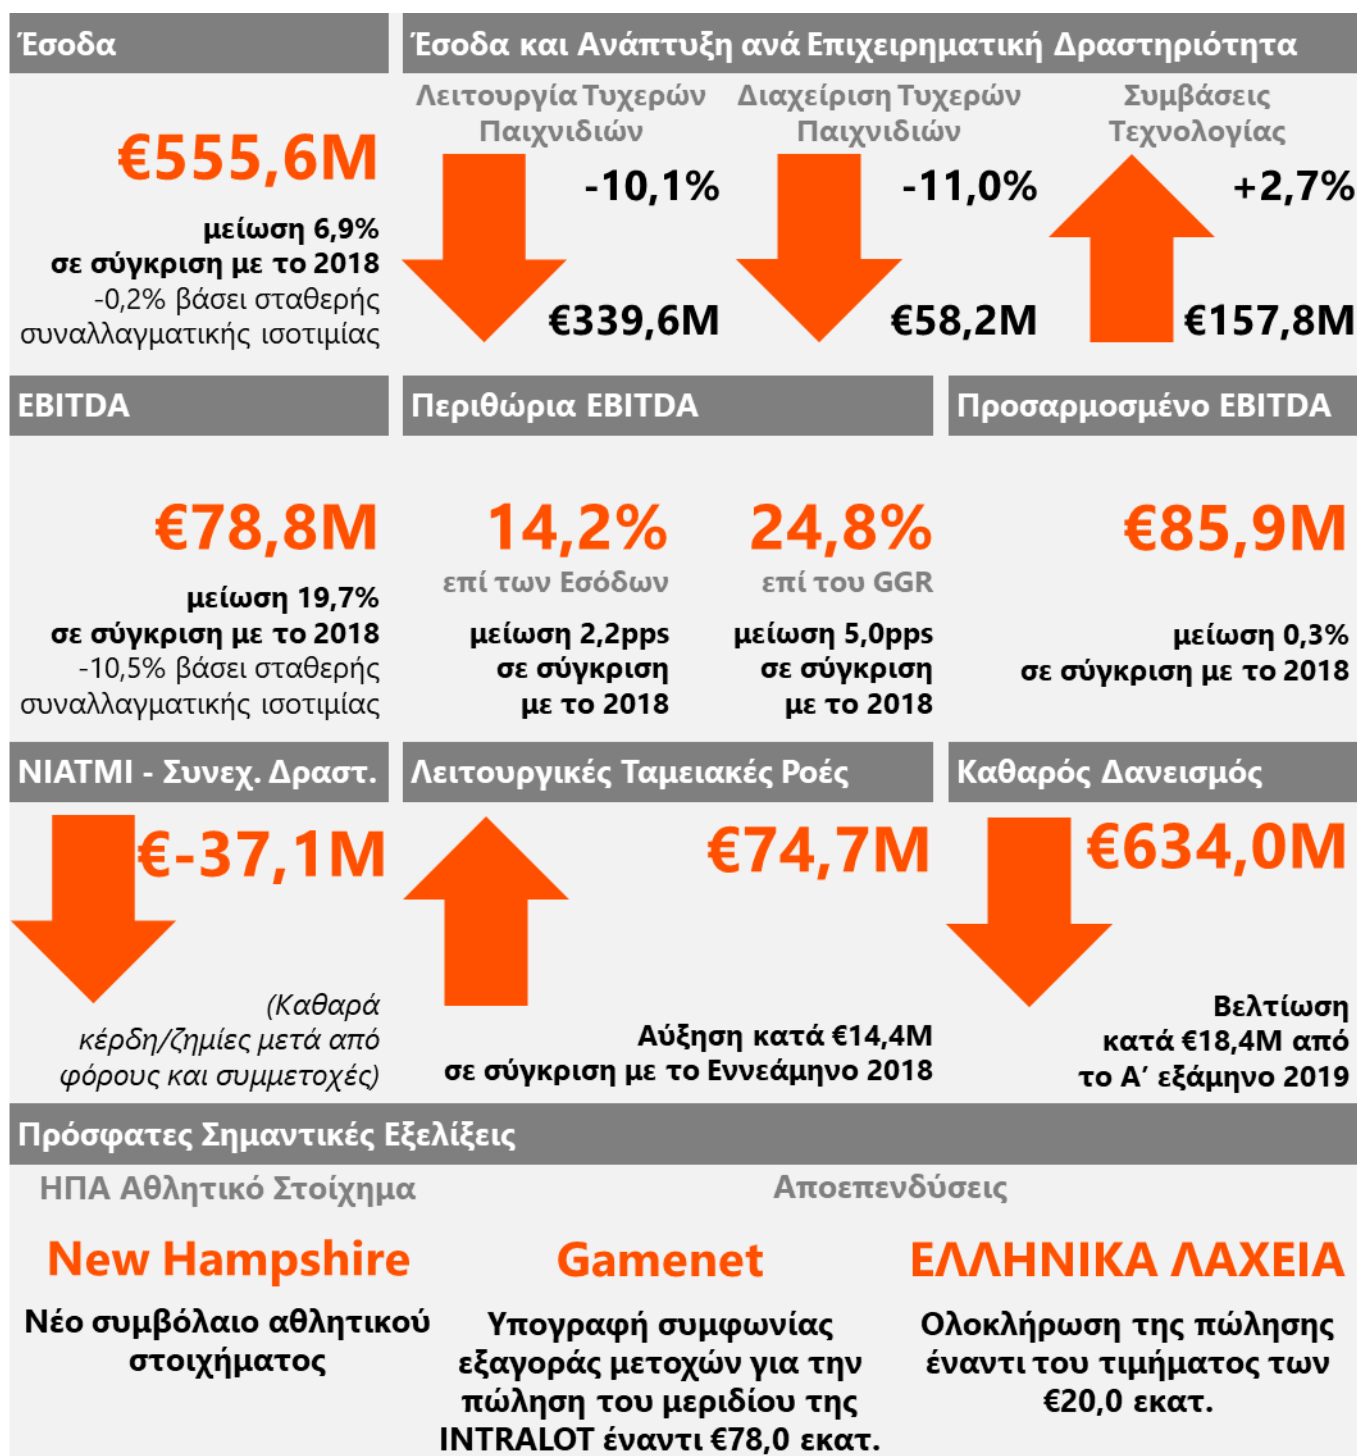 Έσοδα
€555,6M
μείωση 6,9%
σε σύγκριση με το 2018
-0,2% βάσει σταθερής
συναλλαγματικής ισοτιμίας
Έσοδα και Ανάπτυξη ανά Επιχειρηματική Δραστηριότητα
Λειτουργία Τυχερών
Παιχνιδιών
-10,1%
€339,6M
Διαχείριση Τυχερών
Παιχνιδιών
-11,0%
€58,2M
Συμβάσεις
Τεχνολογίας
+2,7%
€157,8M
EBITDA
€78,8M
μείωση 19,7%
σε σύγκριση με το 2018
-10,5% βάσει σταθερής
συναλλαγματικής ισοτιμίας
Περιθώρια EBITDA
14,2%
επί των Εσόδων
μείωση 2,2pps
σε σύγκριση
με το 2018
24,8%
επί του GGR
μείωση 5,0pps
σε σύγκριση
με το 2018
Προσαρμοσμένο EBITDA
€85,9M
μείωση 0,3%
σε σύγκριση με το 2018
NIATMI - Συνεχ. Δραστ.
€-37,1M
(Καθαρά
κέρδη/ζημίες μετά από
φόρους και συμμετοχές)
Λειτουργικές Ταμειακές Ροές
€74,7M
Αύξηση κατά €14,4M
σε σύγκριση με το Εννεάμηνο 2018
Καθαρός Δανεισμός
€634,0M
Βελτίωση
κατά €18,4M από
το Α’ εξάμηνο 2019
Πρόσφατες Σημαντικές Εξελίξεις
ΗΠΑ Αθλητικό Στοίχημα
New Hampshire
Νέο συμβόλαιο αθλητικού
στοιχήματος
Αποεπενδύσεις
Gamenet
Υπογραφή συμφωνίας
εξαγοράς μετοχών για την
πώληση του μεριδίου της
INTRALOT έναντι €78,0 εκατ.
ΕΛΛΗΝΙΚΑ ΛΑΧΕΙΑ
Ολοκλήρωση της πώλησης
έναντι του τιμήματος των
€20,0 εκατ.